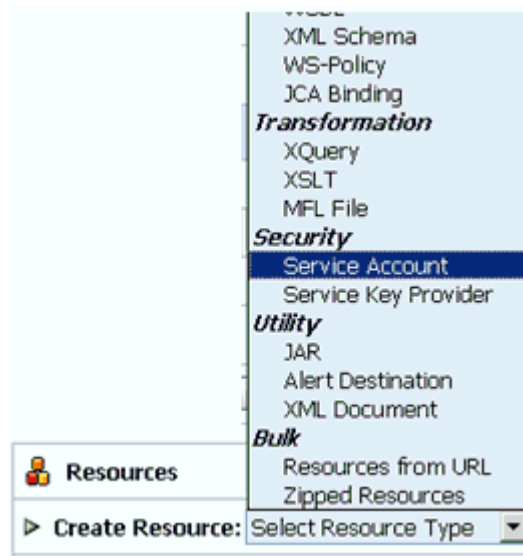 WSDL
XML Schema
WS-Policy
JCA Binding
Transformation
XQuery
XSLT
MFL File
Security
Service Account
Service Key Provider
Utility
JAR
Alert Destination
XML Document
Bulk
Resources from URL
Zipped Resources
Resources
Create Resource: Select Resource Type